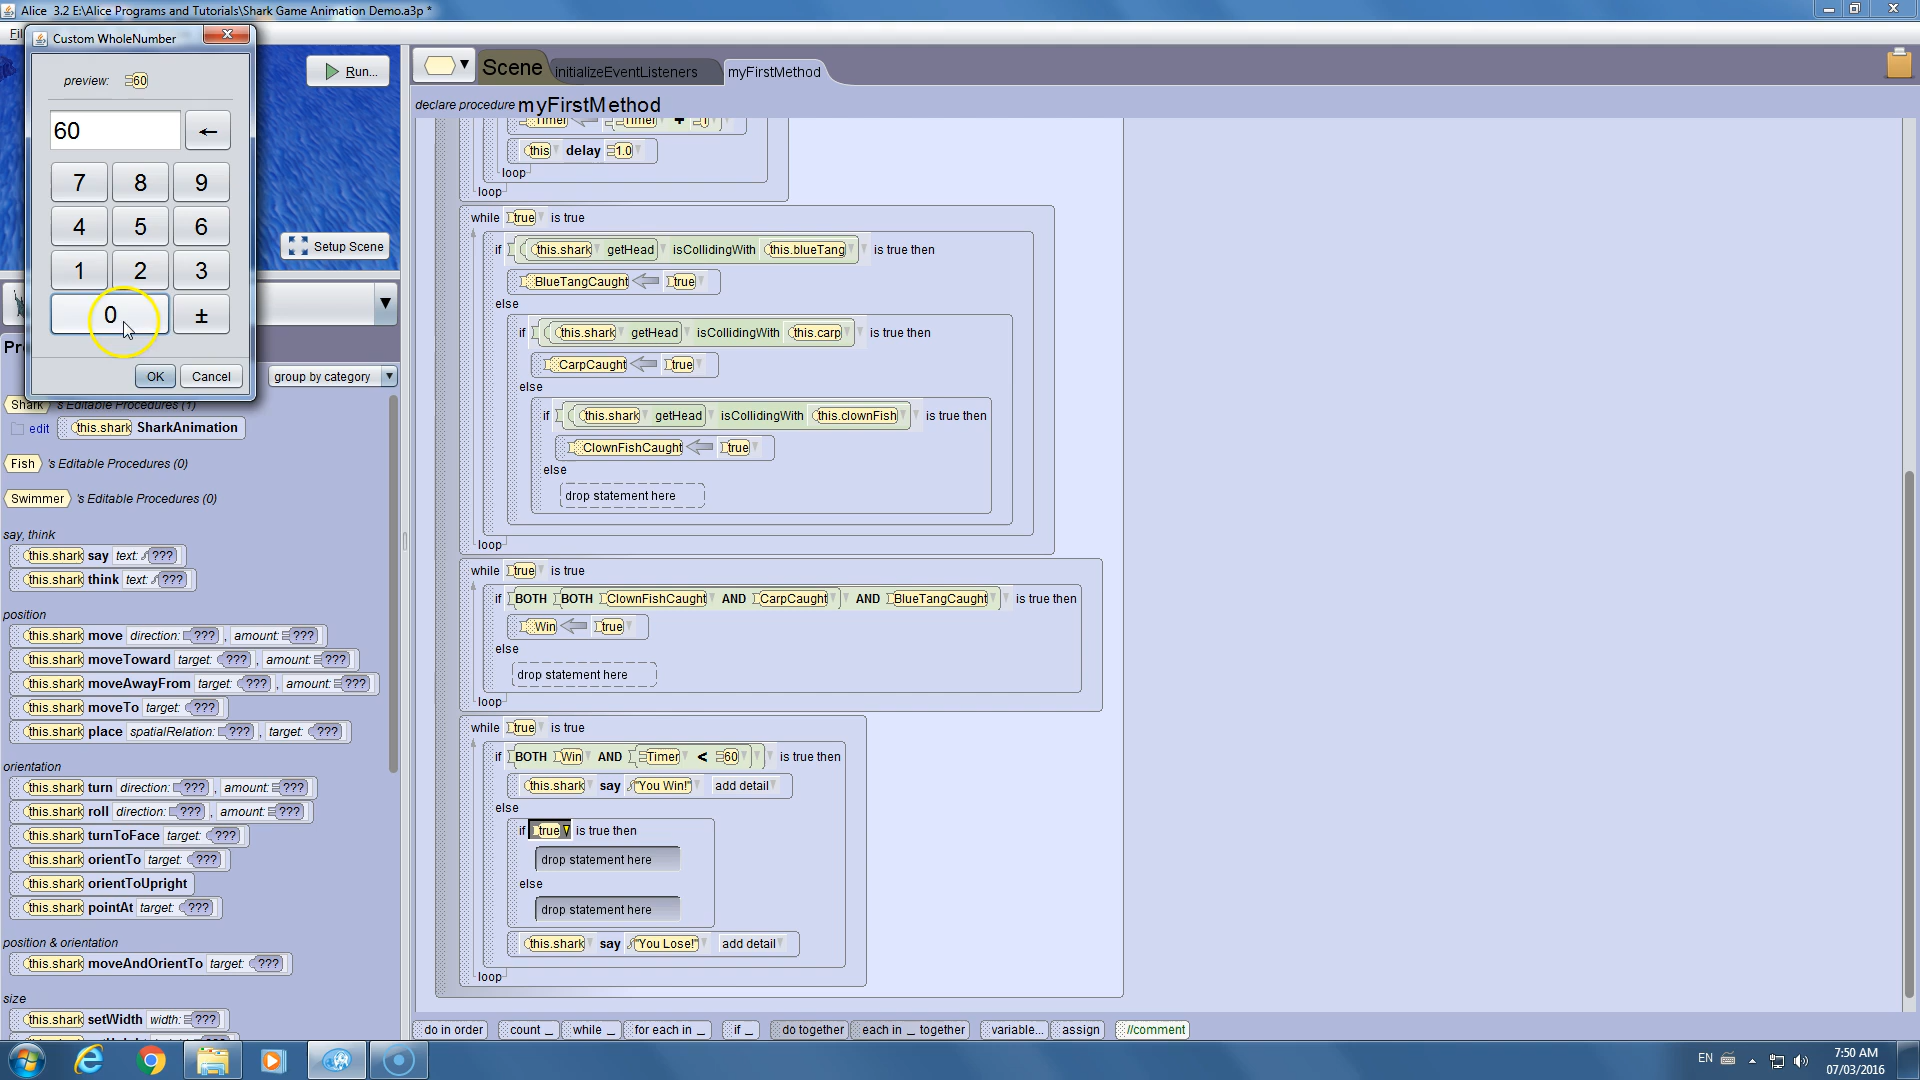 Alice 3.2 E:\Alice Programs and Tutorials\Shark Game Animation Demo.a3p *
Custom WholeNumber
preview: 60
60 ←
7 8 9
4 5 6
1 2 3
0 ±
OK Cancel
Run...
Setup Scene
group by category
Shark 's Editable Procedures (1)
edit this.shark SharkAnimation
Fish 's Editable Procedures (0)
Swimmer 's Editable Procedures (0)
say, think
this.shark say text: ???
this.shark think text: ???
position
this.shark move direction: ??? , amount: ???
this.shark moveToward target: ??? , amount: ???
this.shark moveAwayFrom target: ??? , amount: ???
this.shark moveTo target: ???
this.shark place spatialRelation: ??? , target: ???
orientation
this.shark turn direction: ??? , amount: ???
this.shark roll direction: ??? , amount: ???
this.shark turnToFace target: ???
this.shark orientTo target: ???
this.shark orientToUpright
this.shark pointAt target: ???
position & orientation
this.shark moveAndOrientTo target: ???
size
this.shark setWidth width: ???
Scene initializeEventListeners myFirstMethod
declare procedure myFirstMethod
Timer Timer + 1
this delay 1.0
loop
loop
while true is true
if this.shark getHead isCollidingWith this.blueTang is true then
BlueTangCaught true
else
if this.shark getHead isCollidingWith this.carp is true then
CarpCaught true
else
if this.shark getHead isCollidingWith this.clownFish is true then
ClownFishCaught true
else
drop statement here
loop
while true is true
if BOTH BOTH ClownFishCaught AND CarpCaught AND BlueTangCaught is true then
Win true
else
drop statement here
loop
while true is true
if BOTH Win AND Timer < 60 is true then
this.shark say "You Win!" add detail
else
if true is true then
drop statement here
else
drop statement here
this.shark say "You Lose!" add detail
loop
do in order count _ while _ for each in _ if _ do together each in _ together variable... assign //comment
EN
7:50 AM
07/03/2016